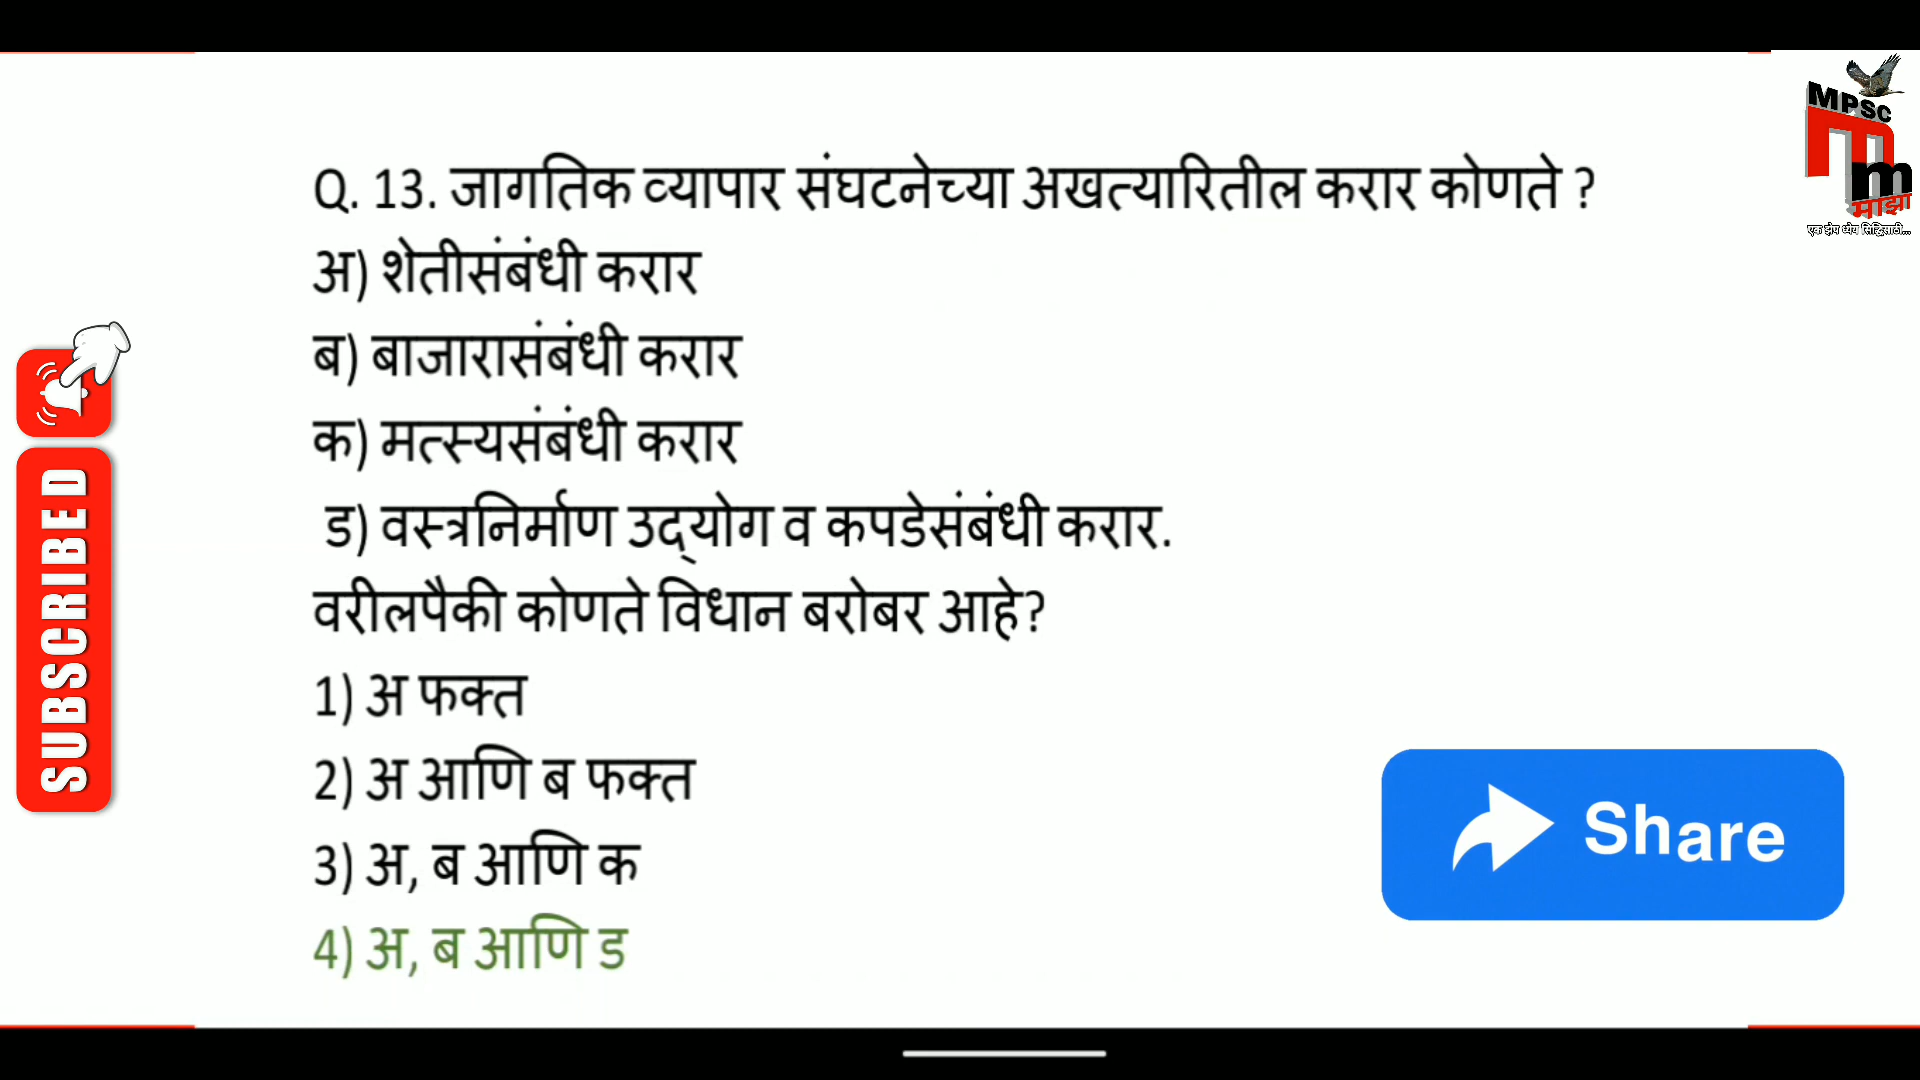 MPSC
माझा
एक झेप ध्येय सिद्धिसाठी...
Q. 13. जागतिक व्यापार संघटनेच्या अखत्यारितील करार कोणते ?
अ) शेतीसंबंधी करार
ब) बाजारासंबंधी करार
क) मत्स्यसंबंधी करार
ड) वस्त्रनिर्माण उद्‌योग व कपडेसंबंधी करार.
वरीलपैकी कोणते विधान बरोबर आहे?
1) अ फक्त
2) अ आणि ब फक्त
3) अ, ब आणि क
4) अ, ब आणि ड
SUBSCRIBED
Share